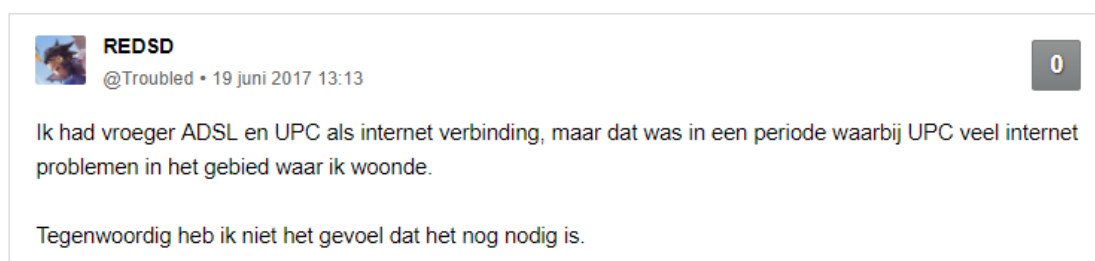 REDSD
@Troubled • 19 juni 2017 13:13
0
Ik had vroeger ADSL en UPC als internet verbinding, maar dat was in een periode waarbij UPC veel internet
problemen in het gebied waar ik woonde.
Tegenwoordig heb ik niet het gevoel dat het nog nodig is.